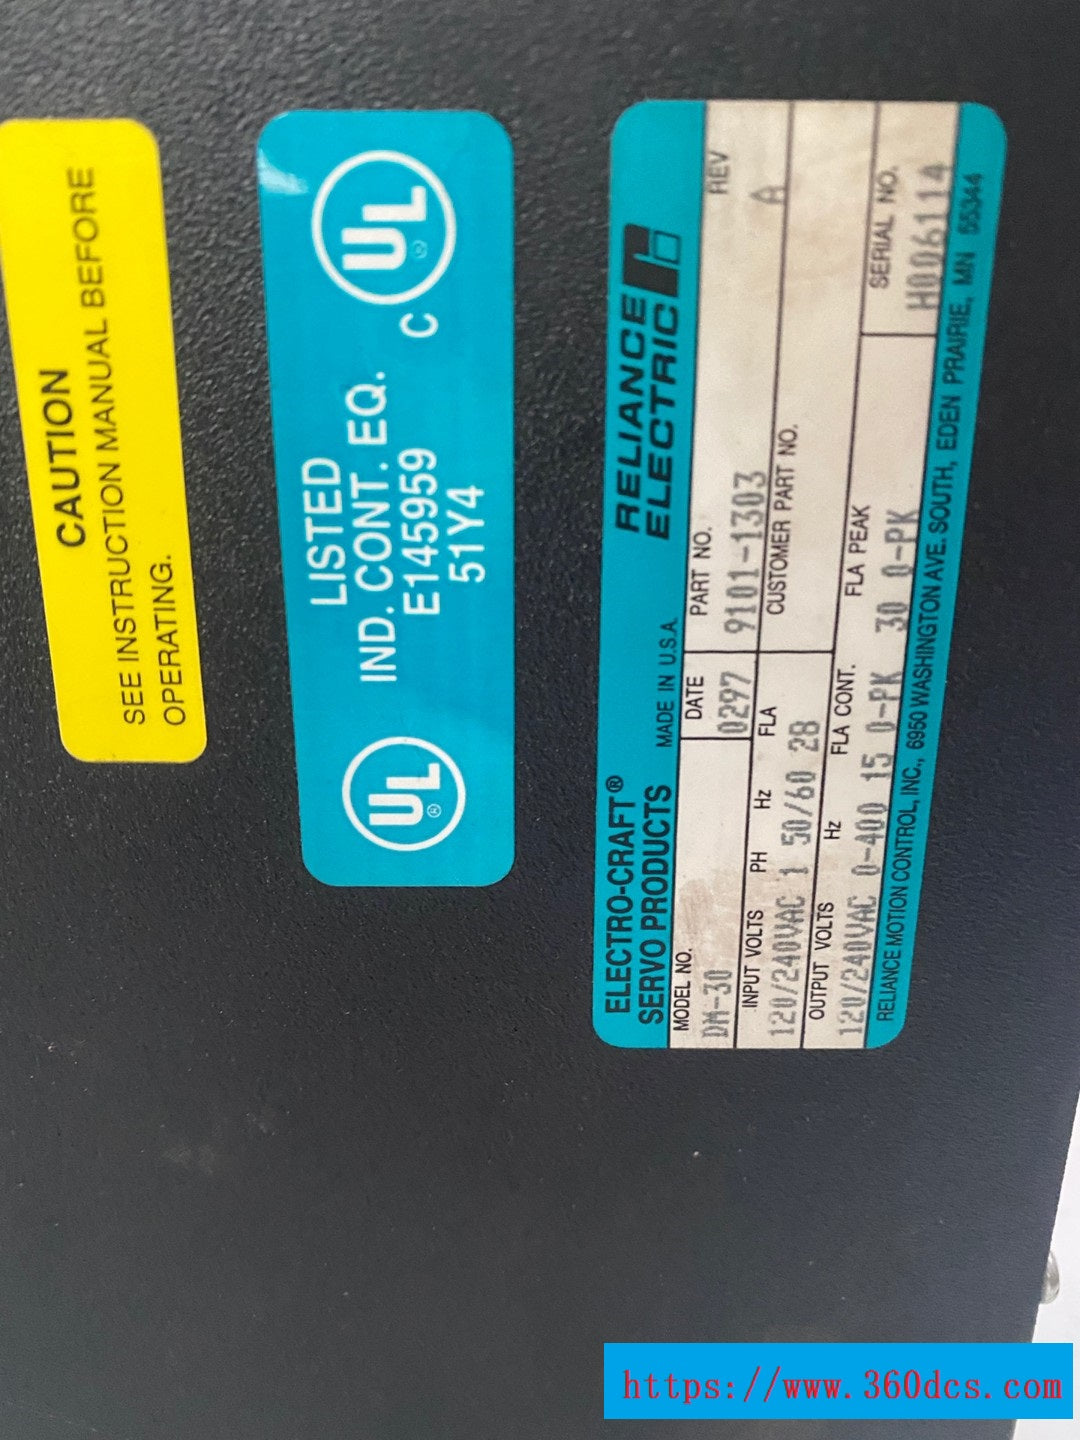 CAUTION
SEE INSTRUCTION MANUAL BEFORE
OPERATING.
UL
®
LISTED
IND. CONT. EQ.
E145959
51Y4
C
UL
®
ELECTRO-CRAFT®
SERVO PRODUCTS
MADE IN U.S.A.
RELIANCE
ELECTRIC
MODEL NO. DATE PART NO. REV
DM-30 0297 9101-1303 A
INPUT VOLTS PH Hz FLA CUSTOMER PART NO.
120/240VAC 1 50/60 28
OUTPUT VOLTS Hz FLA CONT. FLA PEAK SERIAL NO.
120/240VAC 0-400 15 0-PK 30 0-PK H006114
RELIANCE MOTION CONTROL, INC., 6950 WASHINGTON AVE. SOUTH, EDEN PRAIRIE, MN 55344
https://www.360dcs.com